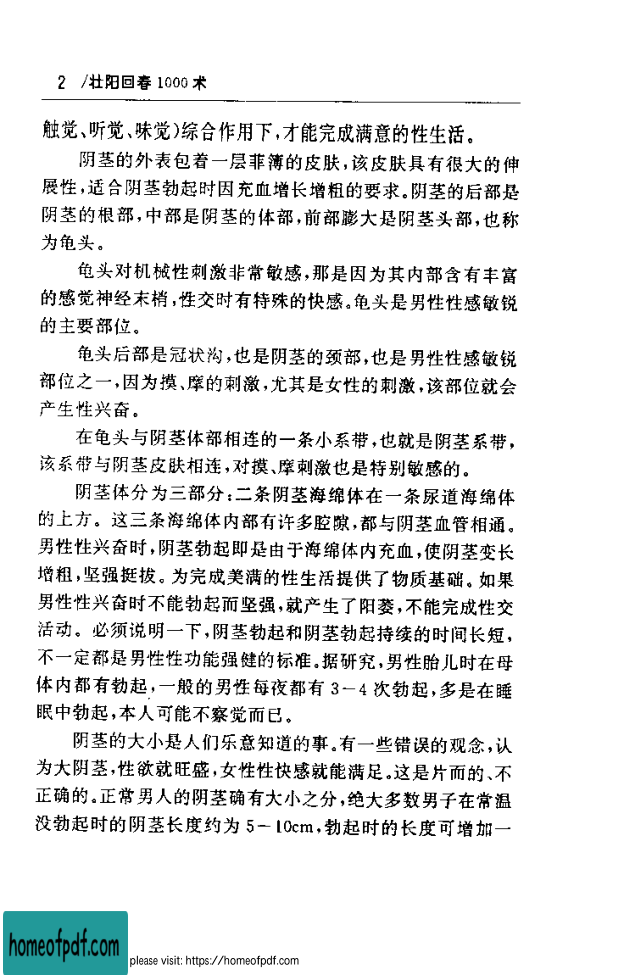 2 /壮阳回春1000术
触觉、听觉、味觉)综合作用下,才能完成满意的性生活。
阴茎的外表包着一层菲薄的皮肤,该皮肤具有很大的伸
展性,适合阴茎勃起时因充血增长增粗的要求。阴茎的后部是
阴茎的根部,中部是阴茎的体部,前部膨大是阴茎头部,也称
为龟头。
龟头对机械性刺激非常敏感,那是因为其内部含有丰富
的感觉神经末梢,性交时有特殊的快感。龟头是男性性感敏锐
的主要部位。
龟头后部是冠状沟,也是阴茎的颈部,也是男性性感敏锐
部位之一,因为摸、摩的刺激,尤其是女性的刺激,该部位就会
产生性兴奋。
在龟头与阴茎体部相连的一条小系带,也就是阴茎系带,
该系带与阴茎皮肤相连,对摸、摩刺激也是特别敏感的。
阴茎体分为三部分:二条阴茎海绵体在一条尿道海绵体
的上方。这三条海绵体内部有许多腔隙,都与阴茎血管相通。
男性性兴奋时,阴茎勃起即是由于海绵体内充血,使阴茎变长
增粗,坚强挺拔。为完成美满的性生活提供了物质基础。如果
男性性兴奋时不能勃起而坚强,就产生了阳萎,不能完成性交
活动。必须说明一下,阴茎勃起和阴茎勃起持续的时间长短,
不一定都是男性性功能强健的标准。据研究,男性胎儿时在母
体内都有勃起,一般的男性每夜都有3-4次勃起,多是在睡
眠中勃起,本人可能不察觉而已。
阴茎的大小是人们乐意知道的事。有一些错误的观念,认
为大阴茎,性欲就旺盛,女性性快感就能满足。这是片而的、不
正确的。正常男人的阴茎确有大小之分,绝大多数男子在常温
没勃起时的阴茎长度约为5-10cm,勃起时的长度可增加一
homeofpdf.com
please visit: https://homeofpdf.com